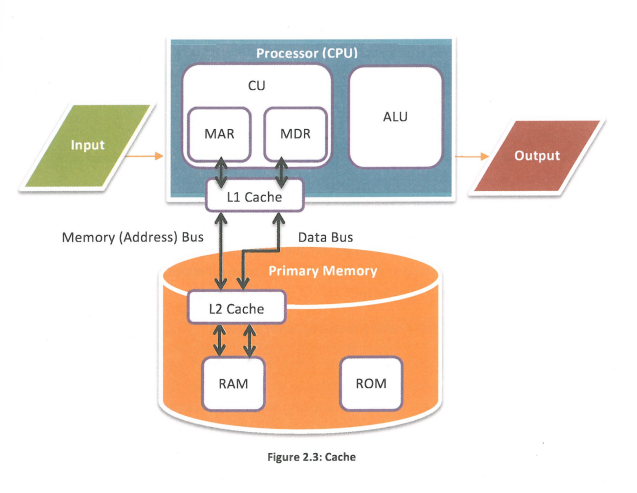 Processor (CPU)
CU
MAR
MDR
ALU
Input
Output
L1 Cache
Memory (Address) Bus
Data Bus
Primary Memory
L2 Cache
RAM
ROM
Figure 2.3: Cache